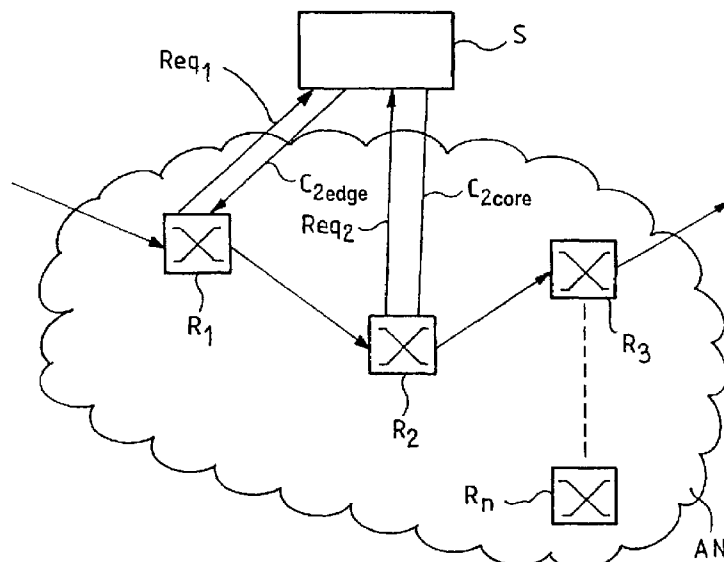 S
Req₁
C₂edge
Req₂
C₂core
R₁
R₂
R₃
Rn
AN